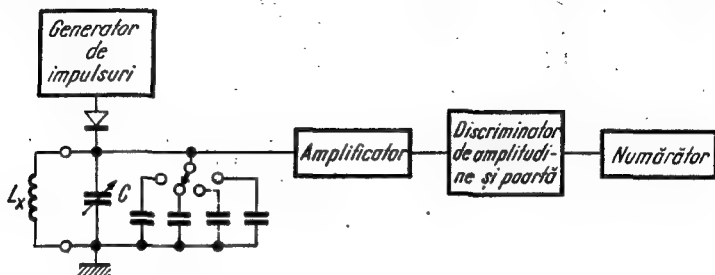 Generator
de
impulsuri
Amplificator
Discriminator
de amplitudi-
ne și poartă
Numărător
Lx
C